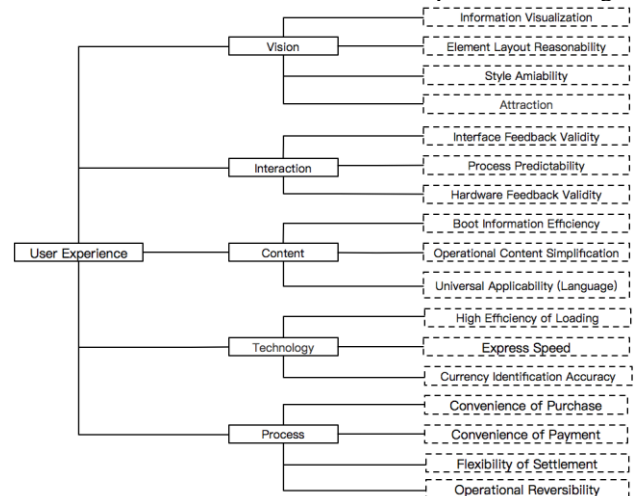 Information Visualization
Vision
Element Layout Reasonability
Style Amiability
Attraction
Interface Feedback Validity
Interaction
Process Predictability
Hardware Feedback Validity
Boot Information Efficiency
User Experience
Content
Operational Content Simplification
Universal Applicability (Language)
High Efficiency of Loading
Technology
Express Speed
Currency Identification Accuracy
Convenience of Purchase
Process
Convenience of Payment
Flexibility of Settlement
Operational Reversibility